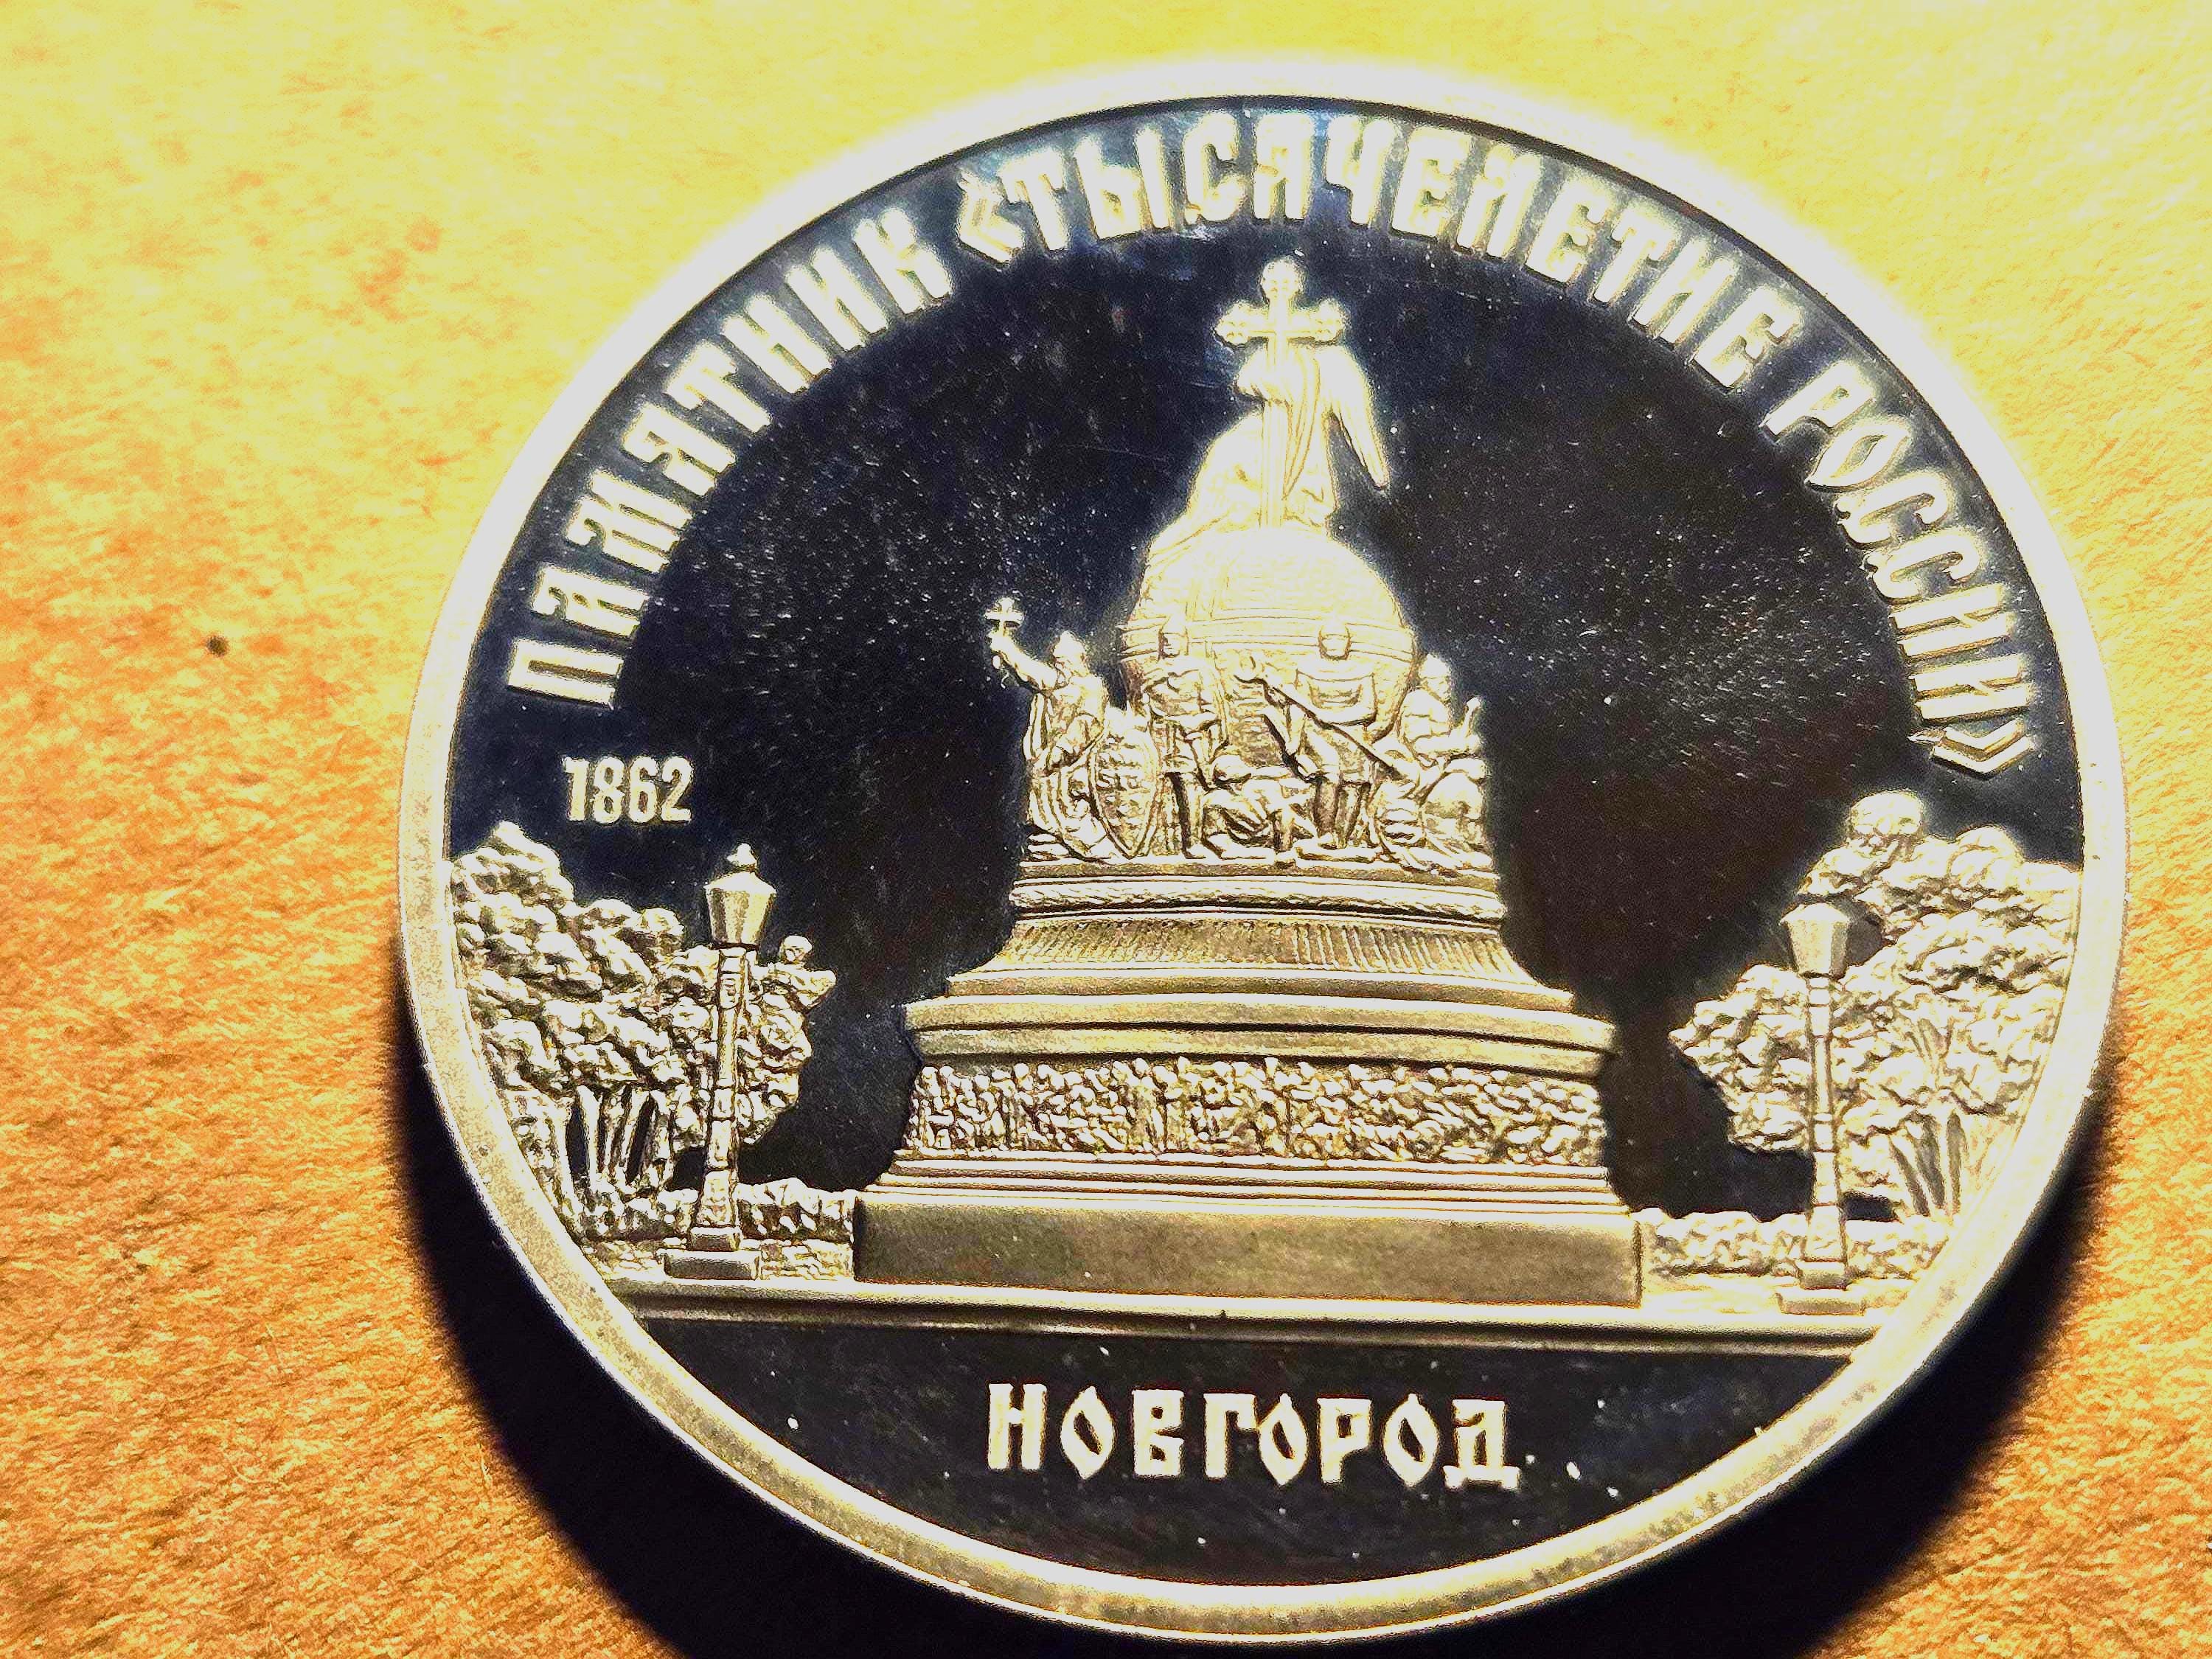 ПАМЯТНИК «ТЫСЯЧЕЛЕТИЕ РОССИИ»
1862
НОВГОРОД